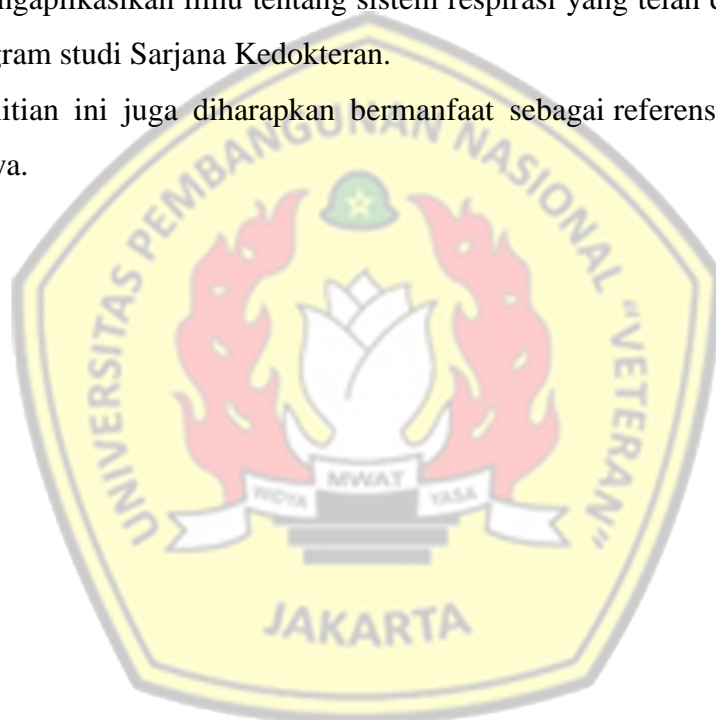 ngaplikasikan ilmu tentang sistem respirasi yang telah d
gram studi Sarjana Kedokteran.
litian ini juga diharapkan bermanfaat sebagai referens
ya.
UNIVERSITAS PEMBANGUNAN NASIONAL "VETERAN"
WIDYA MWAT YASA
JAKARTA